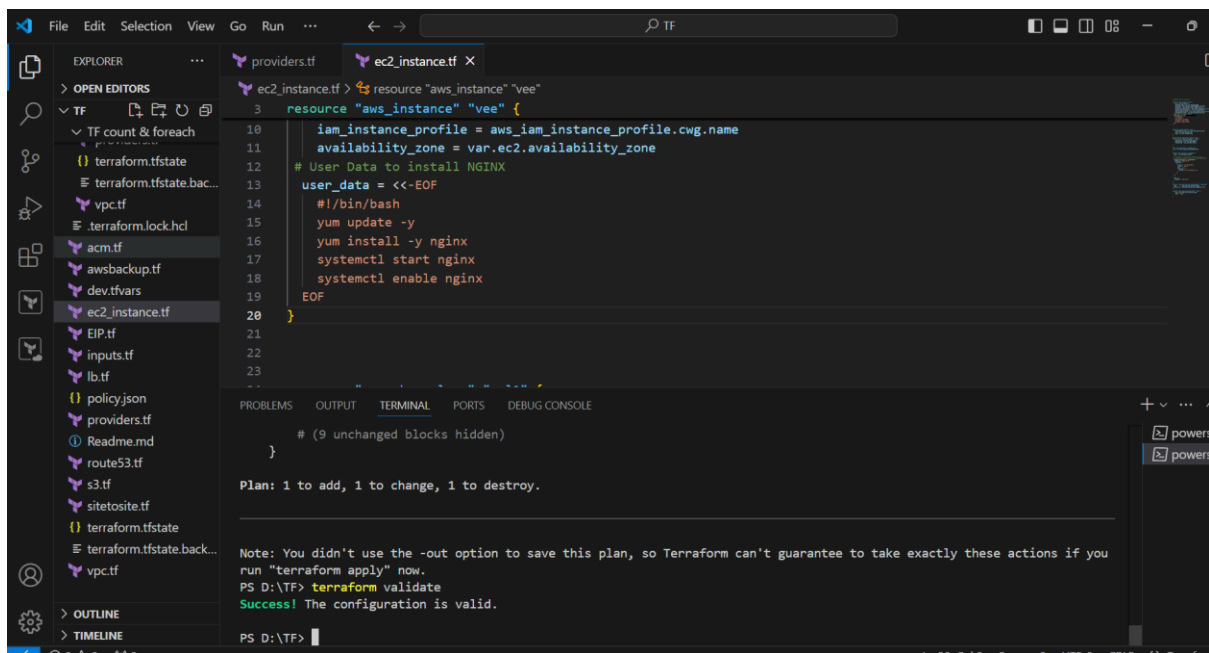 File Edit Selection View Go Run ··· ← → TF
EXPLORER ···
> OPEN EDITORS
TF
TF count & foreach
providers.tf
{} terraform.tfstate
terraform.tfstate.bac...
vpc.tf
.terraform.lock.hcl
acm.tf
awsbackup.tf
dev.tfvars
ec2_instance.tf
EIP.tf
inputs.tf
lb.tf
{} policy.json
providers.tf
Readme.md
route53.tf
s3.tf
sitetosite.tf
{} terraform.tfstate
terraform.tfstate.back...
vpc.tf
> OUTLINE
> TIMELINE
providers.tf ec2_instance.tf ×
ec2_instance.tf > resource "aws_instance" "vee"
3 resource "aws_instance" "vee" {
10 iam_instance_profile = aws_iam_instance_profile.cwg.name
11 availability_zone = var.ec2.availability_zone
12 # User Data to install NGINX
13 user_data = <<-EOF
14 #!/bin/bash
15 yum update -y
16 yum install -y nginx
17 systemctl start nginx
18 systemctl enable nginx
19 EOF
20 }
21
22
23
PROBLEMS OUTPUT TERMINAL PORTS DEBUG CONSOLE
# (9 unchanged blocks hidden)
}
Plan: 1 to add, 1 to change, 1 to destroy.
Note: You didn't use the -out option to save this plan, so Terraform can't guarantee to take exactly these actions if you
run "terraform apply" now.
PS D:\TF> terraform validate
Success! The configuration is valid.
PS D:\TF>
powers
powers